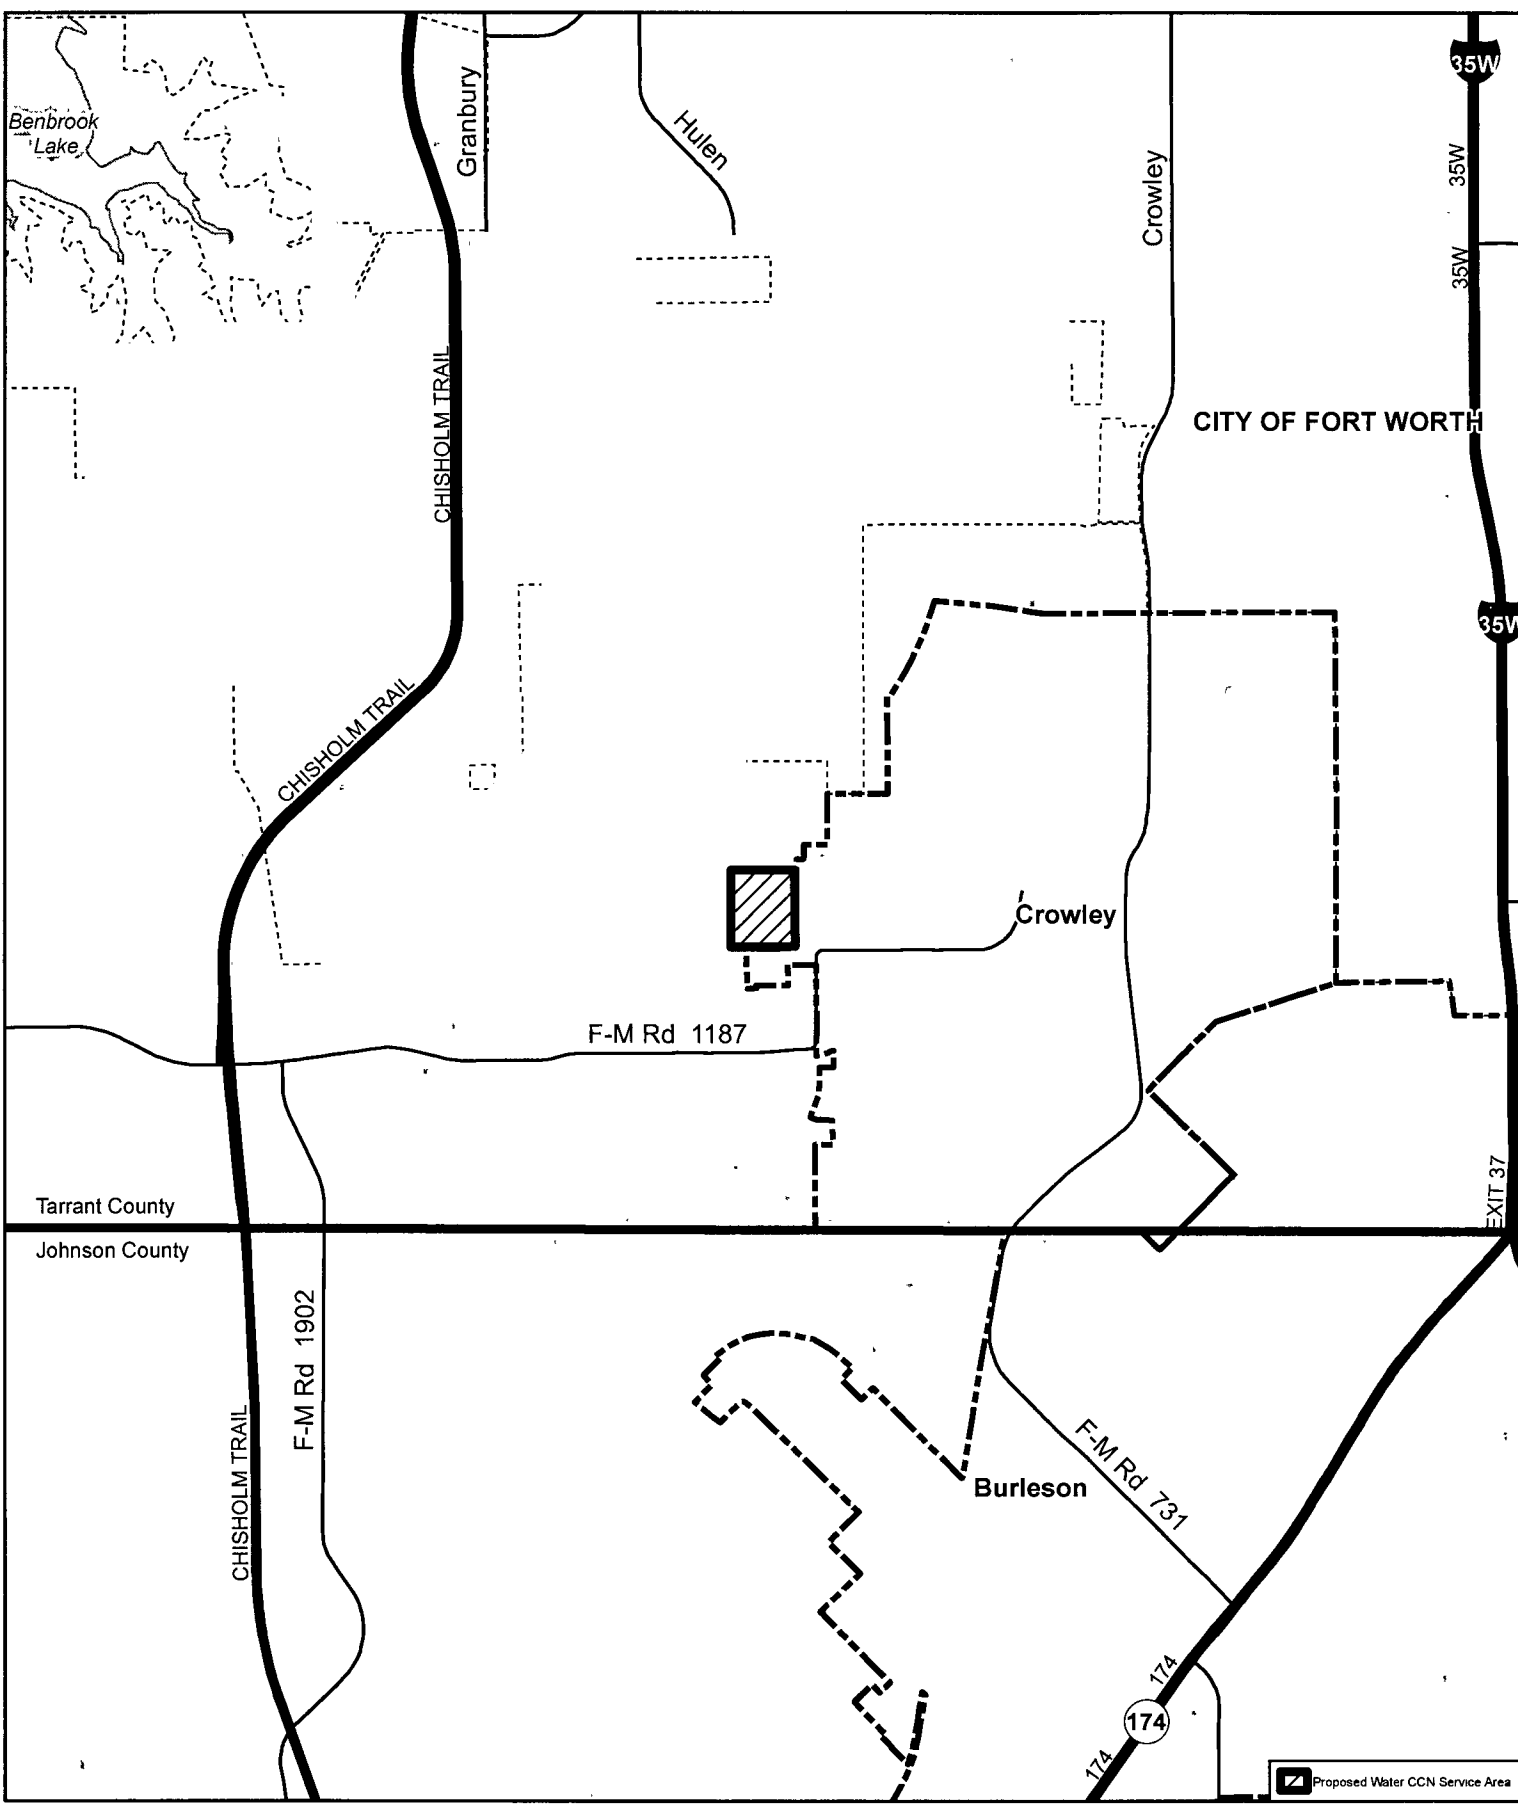 35W
Granbury
Benbrook
Lake
Hulen
Crowley
35W
35W
CHISHOLM TRAIL
CITY OF FORT WORTH
35W
CHISHOLM TRAIL
Crowley
F-M Rd 1187
EXIT 37
Tarrant County
Johnson County
F-M Rd 1902
CHISHOLM TRAIL
F-M Rd 731
Burleson
174
174
174
Proposed Water CCN Service Area